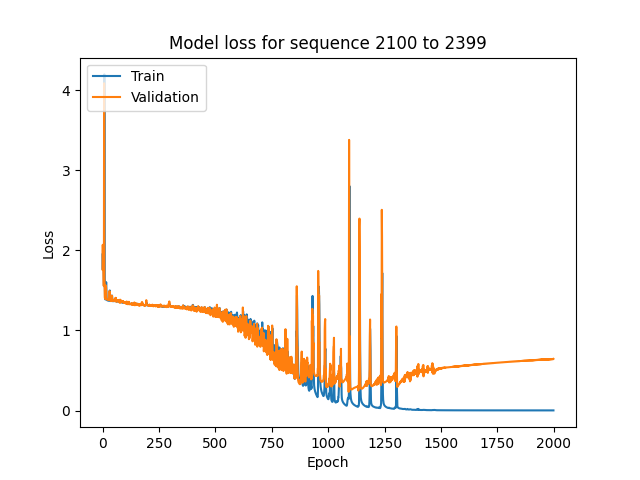 Model loss for sequence 2100 to 2399
Train
Validation
4
3
2
1
0
Loss
0 250 500 750 1000 1250 1500 1750 2000
Epoch